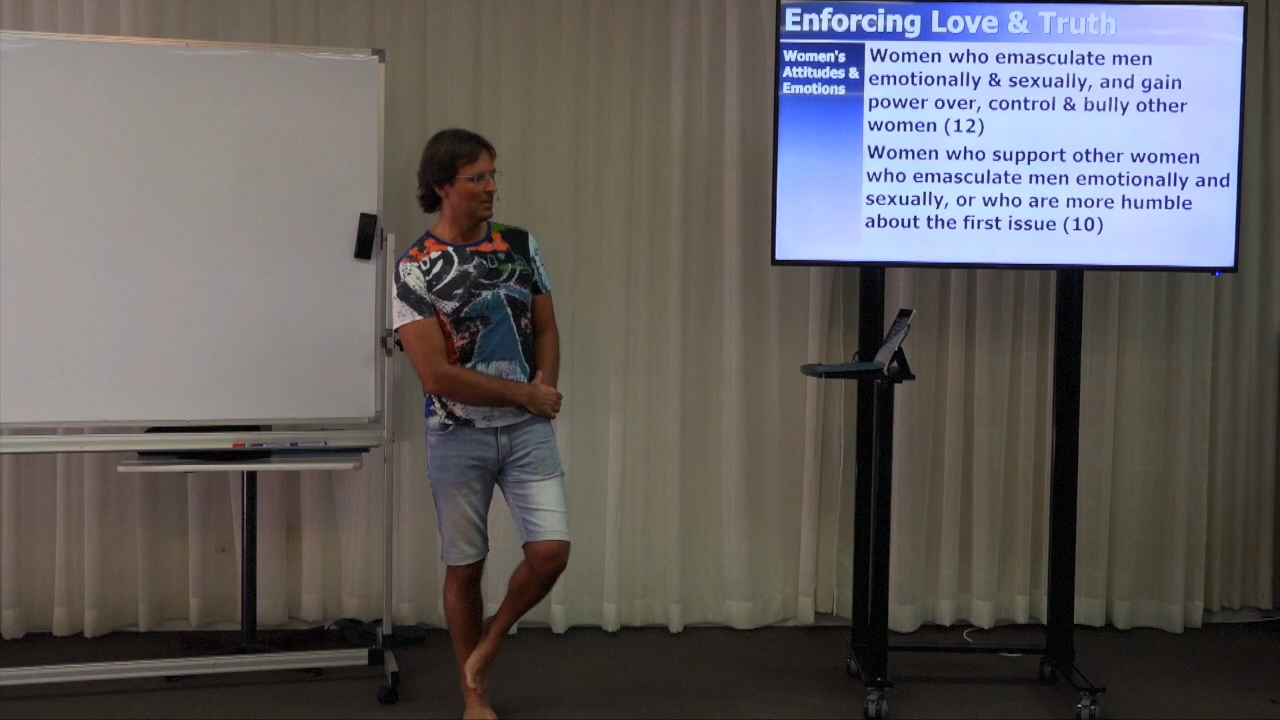 Enforcing Love & Truth
Women's
Attitudes &
Emotions
Women who emasculate men
emotionally & sexually, and gain
power over, control & bully other
women (12)
Women who support other women
who emasculate men emotionally and
sexually, or who are more humble
about the first issue (10)